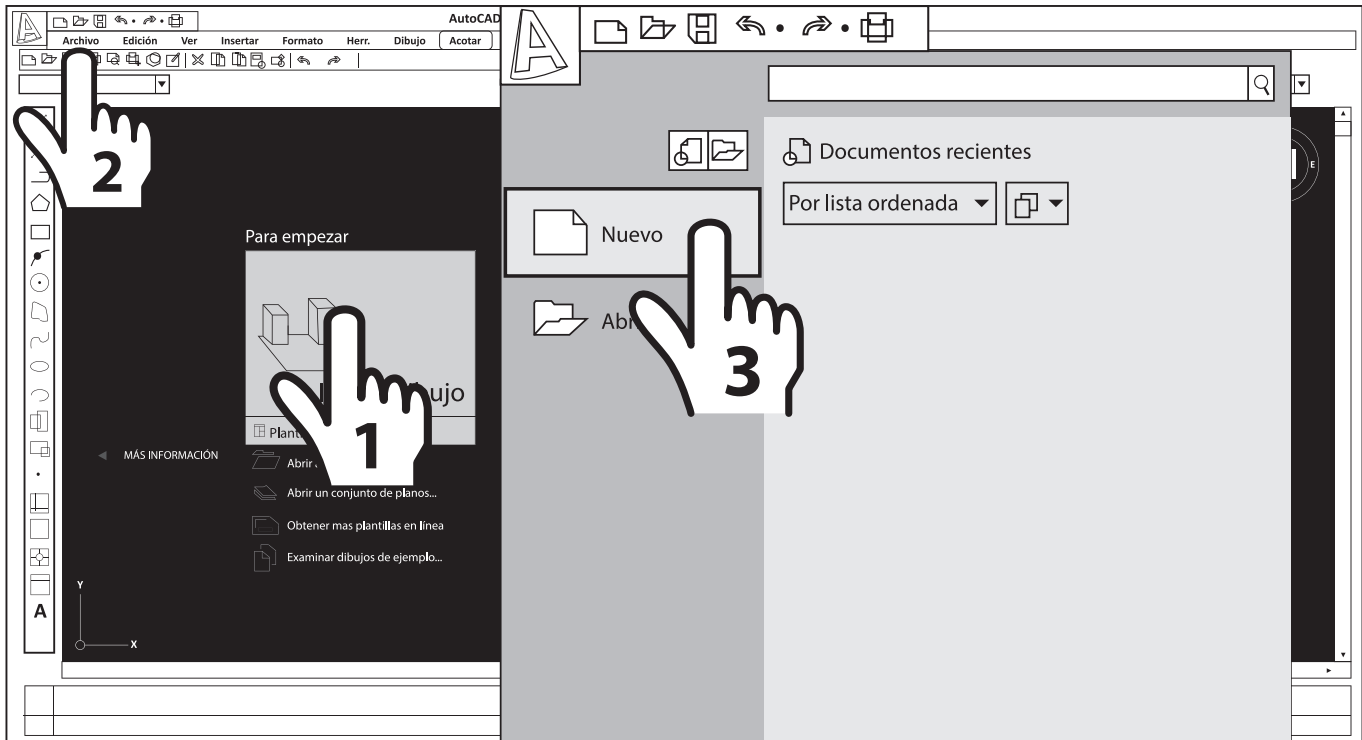 AutoCAD
Archivo Edición Ver Insertar Formato Herr. Dibujo Acotar
2
Para empezar
ujo
1
MÁS INFORMACIÓN
Abrir
Abrir un conjunto de planos...
Obtener mas plantillas en línea
Examinar dibujos de ejemplo...
A
Y
X
Documentos recientes
Por lista ordenada
Nuevo
3
E